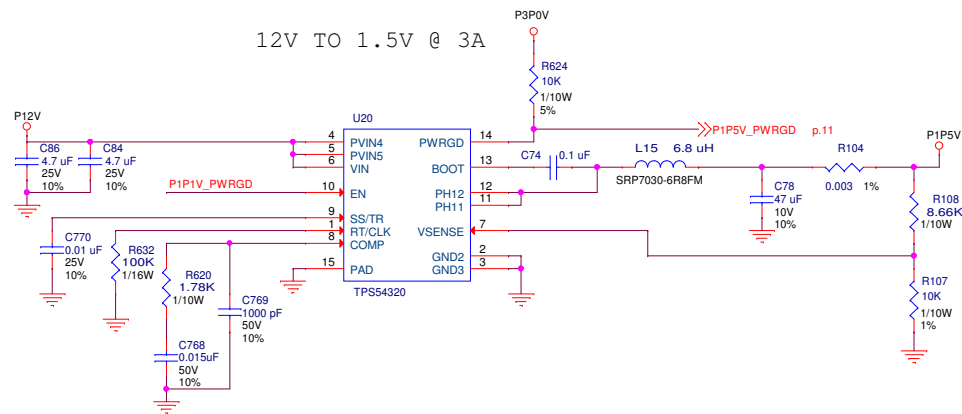 12V TO 1.5V @ 3A
P3P0V
R624
10K
1/10W
5%
P12V
C86
4.7 uF
25V
10%
C84
4.7 uF
25V
10%
U20
4 PVIN4
5 PVIN5
6 VIN
10 EN
9 SS/TR
1 RT/CLK
8 COMP
15 PAD
PWRGD 14
BOOT 13
PH12 12
PH11 11
VSENSE 7
GND2 2
GND3 3
TPS54320
P1P1V_PWRGD
P1P5V_PWRGD p.11
C74 0.1 uF
L15 6.8 uH
SRP7030-6R8FM
R104
0.003 1%
P1P5V
C78
47 uF
10V
10%
R108
8.66K
1/10W
R107
10K
1/10W
1%
C770
0.01 uF
25V
10%
R632
100K
1/16W
R620
1.78K
1/10W
C769
1000 pF
50V
10%
C768
0.015uF
50V
10%